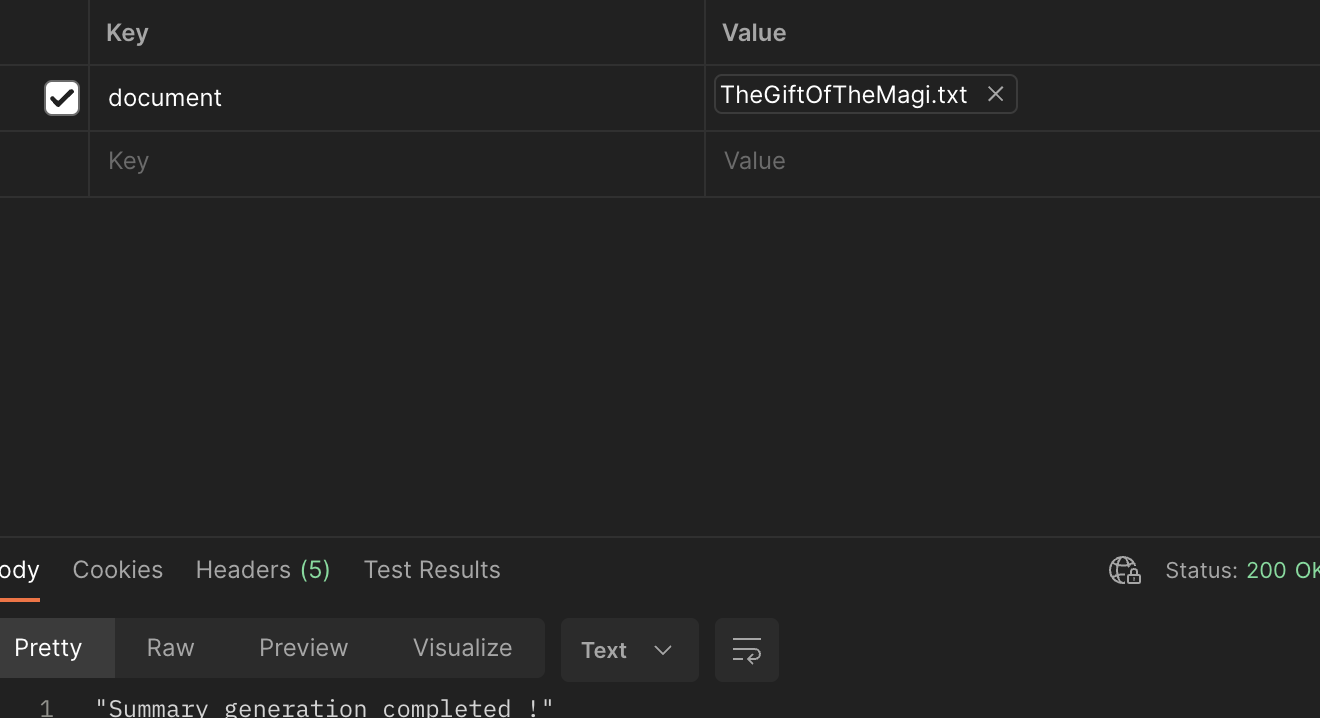 Key Value
document TheGiftOfTheMagi.txt
Key Value
ody Cookies Headers (5) Test Results Status: 200 OK
Pretty Raw Preview Visualize Text
1 "Summary generation completed !"